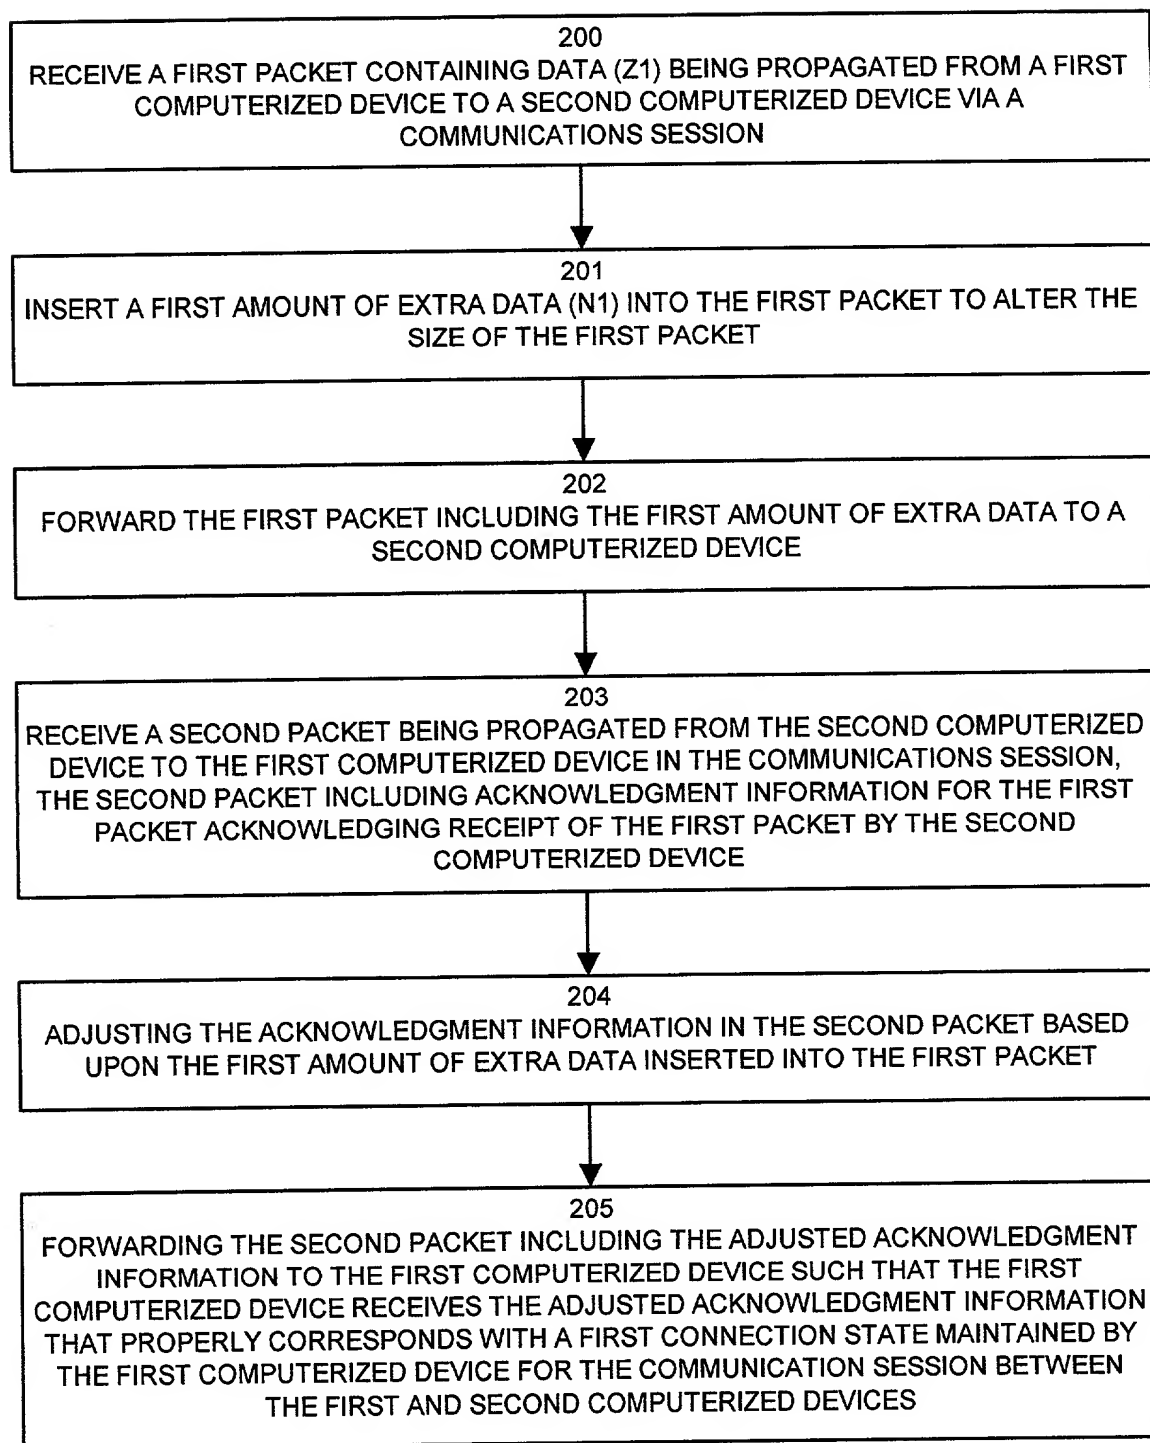 200
RECEIVE A FIRST PACKET CONTAINING DATA (Z1) BEING PROPAGATED FROM A FIRST
COMPUTERIZED DEVICE TO A SECOND COMPUTERIZED DEVICE VIA A
COMMUNICATIONS SESSION
201
INSERT A FIRST AMOUNT OF EXTRA DATA (N1) INTO THE FIRST PACKET TO ALTER THE
SIZE OF THE FIRST PACKET
202
FORWARD THE FIRST PACKET INCLUDING THE FIRST AMOUNT OF EXTRA DATA TO A
SECOND COMPUTERIZED DEVICE
203
RECEIVE A SECOND PACKET BEING PROPAGATED FROM THE SECOND COMPUTERIZED
DEVICE TO THE FIRST COMPUTERIZED DEVICE IN THE COMMUNICATIONS SESSION,
THE SECOND PACKET INCLUDING ACKNOWLEDGMENT INFORMATION FOR THE FIRST
PACKET ACKNOWLEDGING RECEIPT OF THE FIRST PACKET BY THE SECOND
COMPUTERIZED DEVICE
204
ADJUSTING THE ACKNOWLEDGMENT INFORMATION IN THE SECOND PACKET BASED
UPON THE FIRST AMOUNT OF EXTRA DATA INSERTED INTO THE FIRST PACKET
205
FORWARDING THE SECOND PACKET INCLUDING THE ADJUSTED ACKNOWLEDGMENT
INFORMATION TO THE FIRST COMPUTERIZED DEVICE SUCH THAT THE FIRST
COMPUTERIZED DEVICE RECEIVES THE ADJUSTED ACKNOWLEDGMENT INFORMATION
THAT PROPERLY CORRESPONDS WITH A FIRST CONNECTION STATE MAINTAINED BY
THE FIRST COMPUTERIZED DEVICE FOR THE COMMUNICATION SESSION BETWEEN
THE FIRST AND SECOND COMPUTERIZED DEVICES